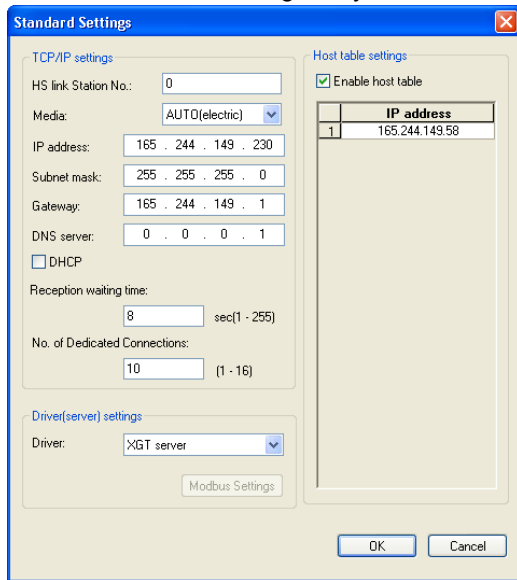 Standard Settings
TCP/IP settings
HS link Station No.: 0
Media: AUTO(electric)
IP address: 165 . 244 . 149 . 230
Subnet mask: 255 . 255 . 255 . 0
Gateway: 165 . 244 . 149 . 1
DNS server: 0 . 0 . 0 . 1
DHCP
Reception waiting time:
8 sec(1 - 255)
No. of Dedicated Connections:
10 (1 - 16)
Driver(server) settings
Driver: XGT server
Modbus Settings
Host table settings
Enable host table
IP address
1 165.244.149.58
OK Cancel